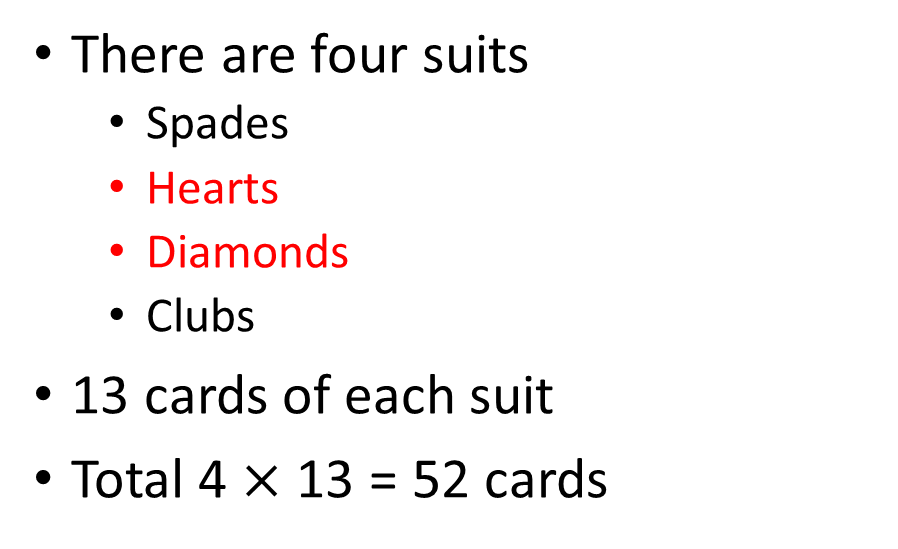 • There are four suits
• Spades
• Hearts
• Diamonds
• Clubs
• 13 cards of each suit
• Total 4 × 13 = 52 cards